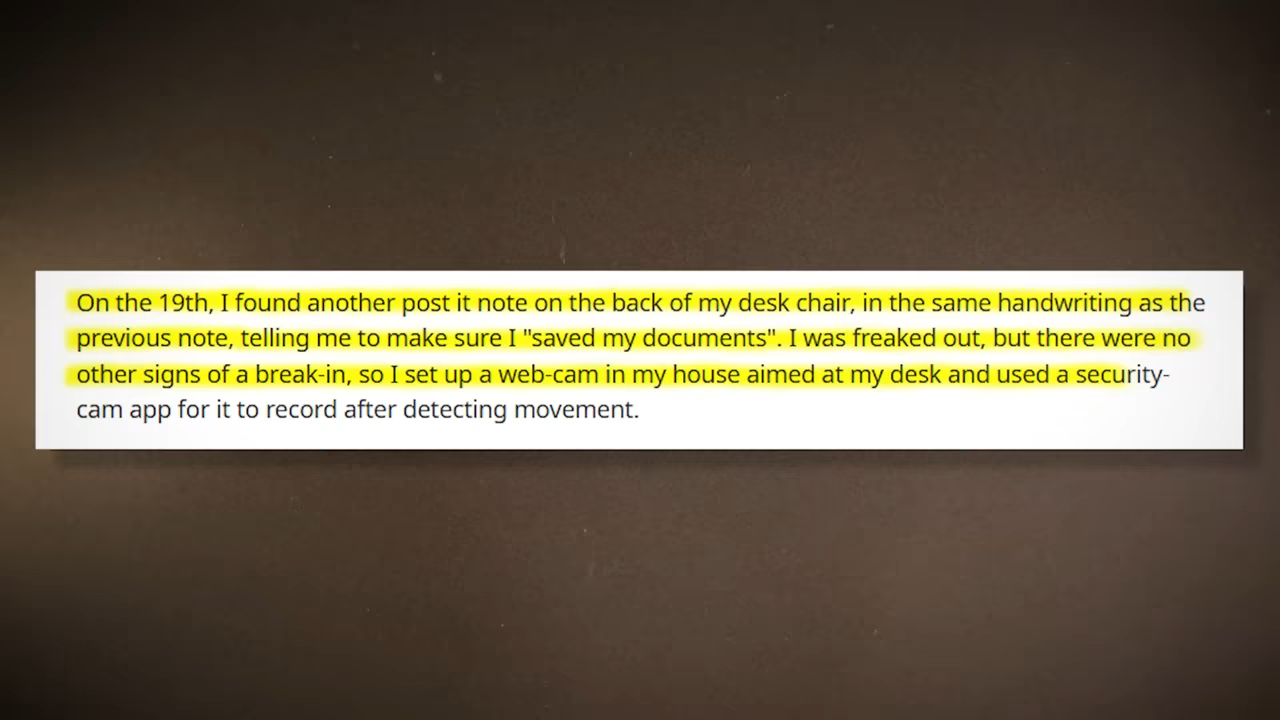 On the 19th, I found another post it note on the back of my desk chair, in the same handwriting as the
previous note, telling me to make sure I "saved my documents". I was freaked out, but there were no
other signs of a break-in, so I set up a web-cam in my house aimed at my desk and used a security-
cam app for it to record after detecting movement.